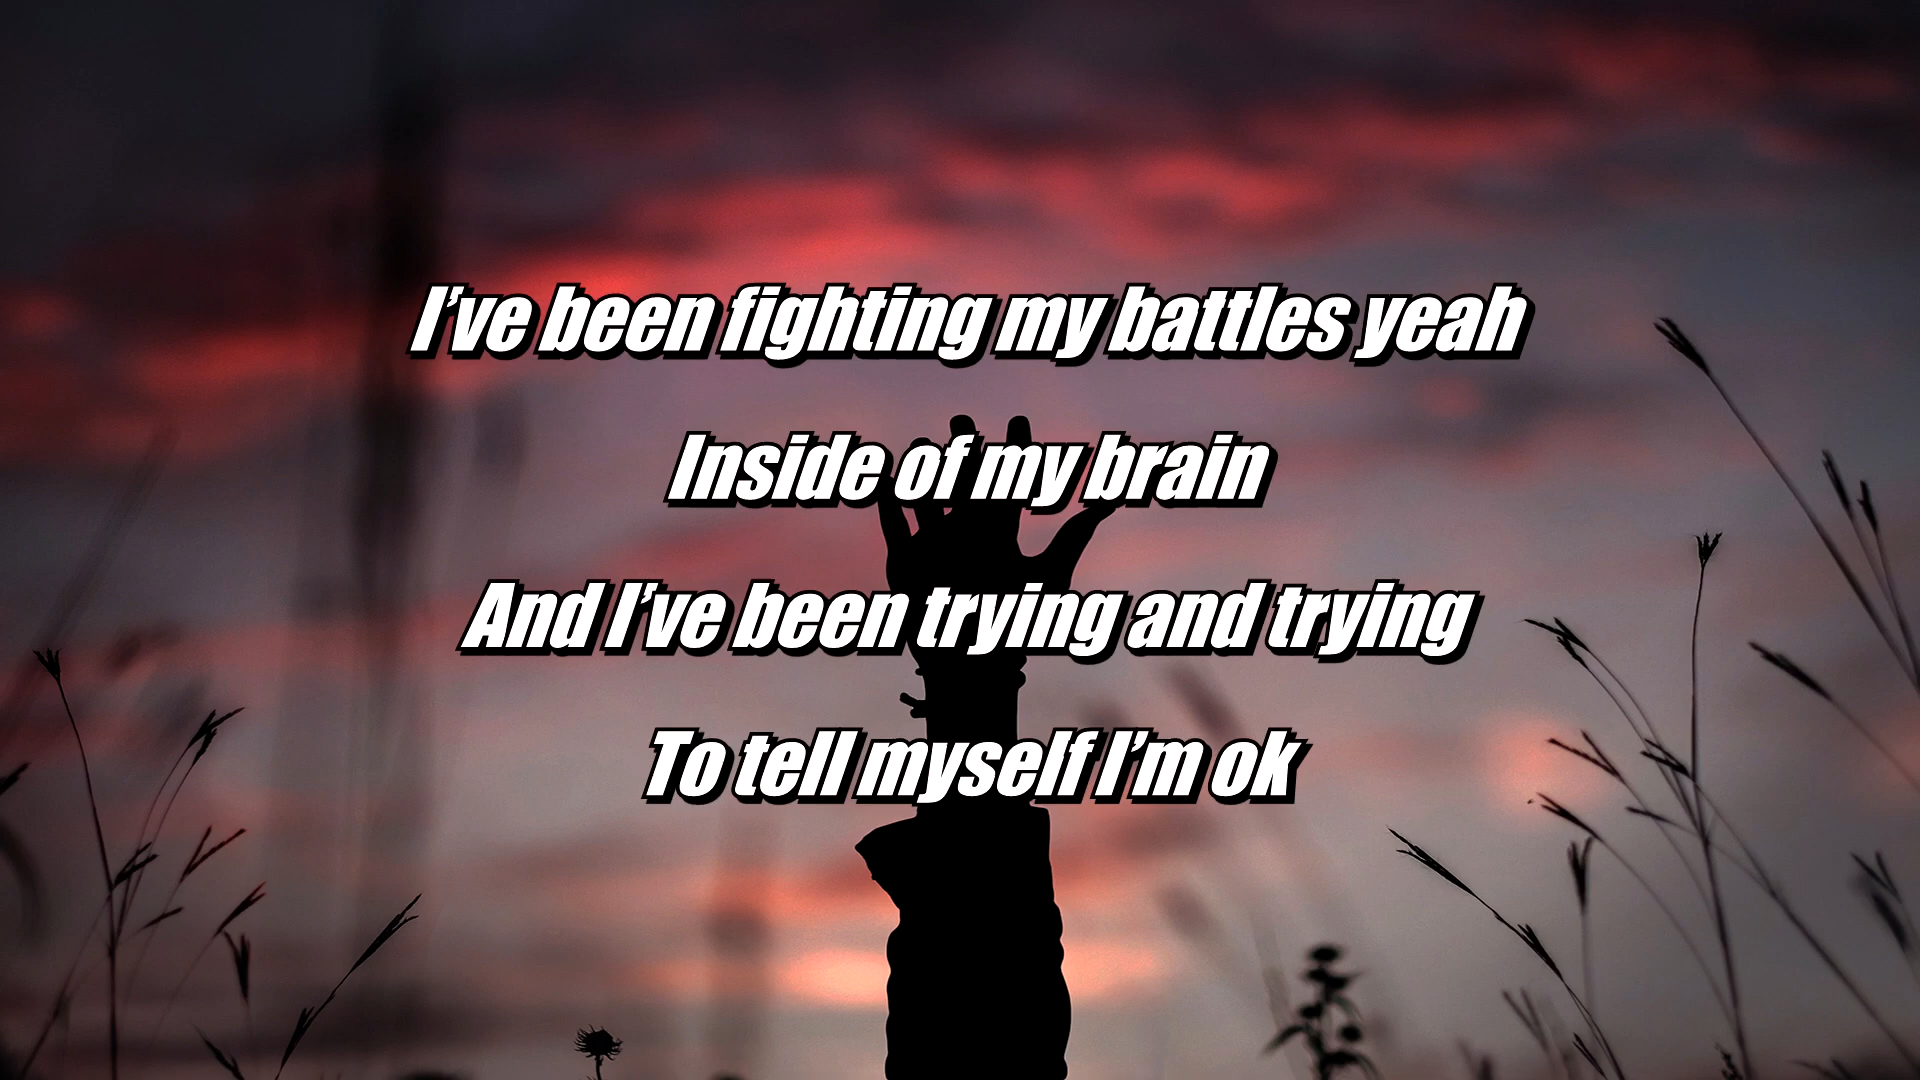 I've been fighting my battles yeah
Inside of my brain
And I've been trying and trying
To tell myself I'm ok